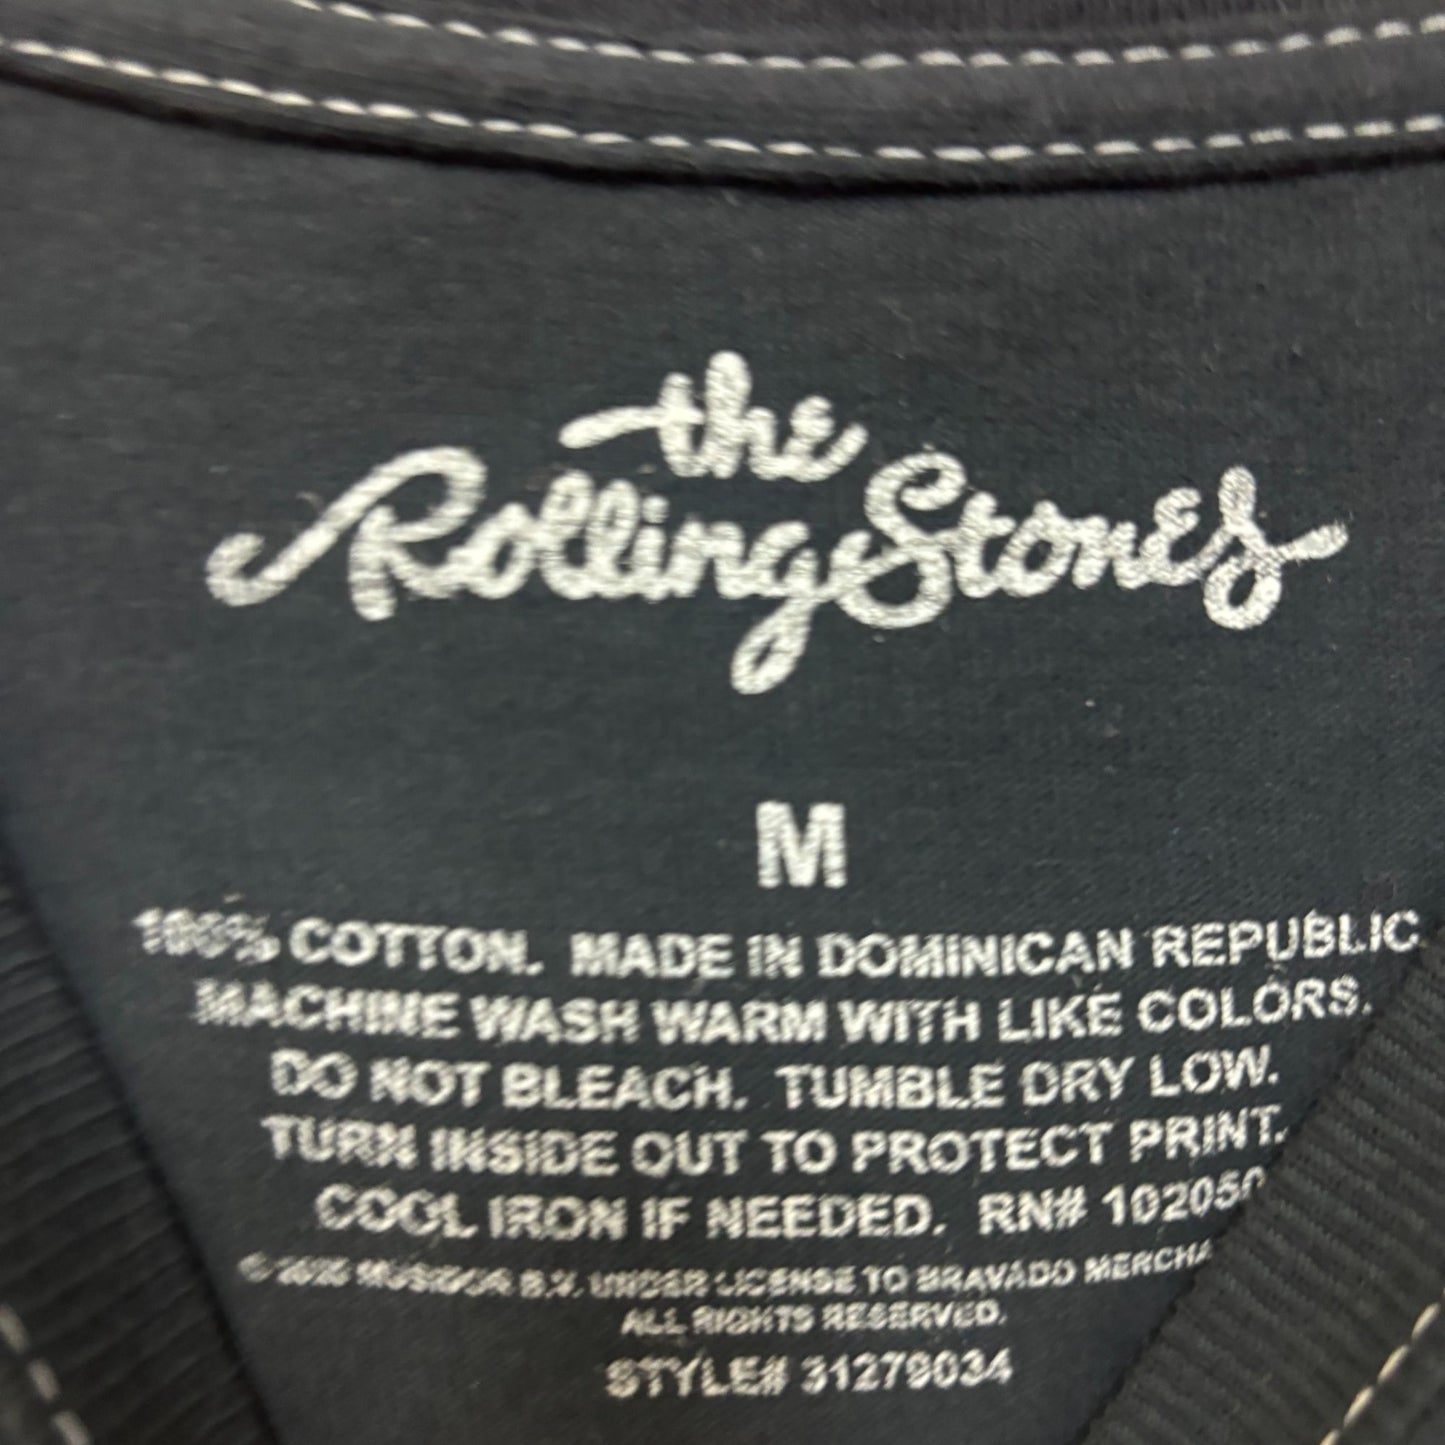 the
Rolling Stones
M
100% COTTON. MADE IN DOMINICAN REPUBLIC
MACHINE WASH WARM WITH LIKE COLORS.
DO NOT BLEACH. TUMBLE DRY LOW.
TURN INSIDE OUT TO PROTECT PRINT.
COOL IRON IF NEEDED. RN# 102050
© MUSIDOR B.V. UNDER LICENSE TO BRAVADO MERCHA
ALL RIGHTS RESERVED.
STYLE# 31279034